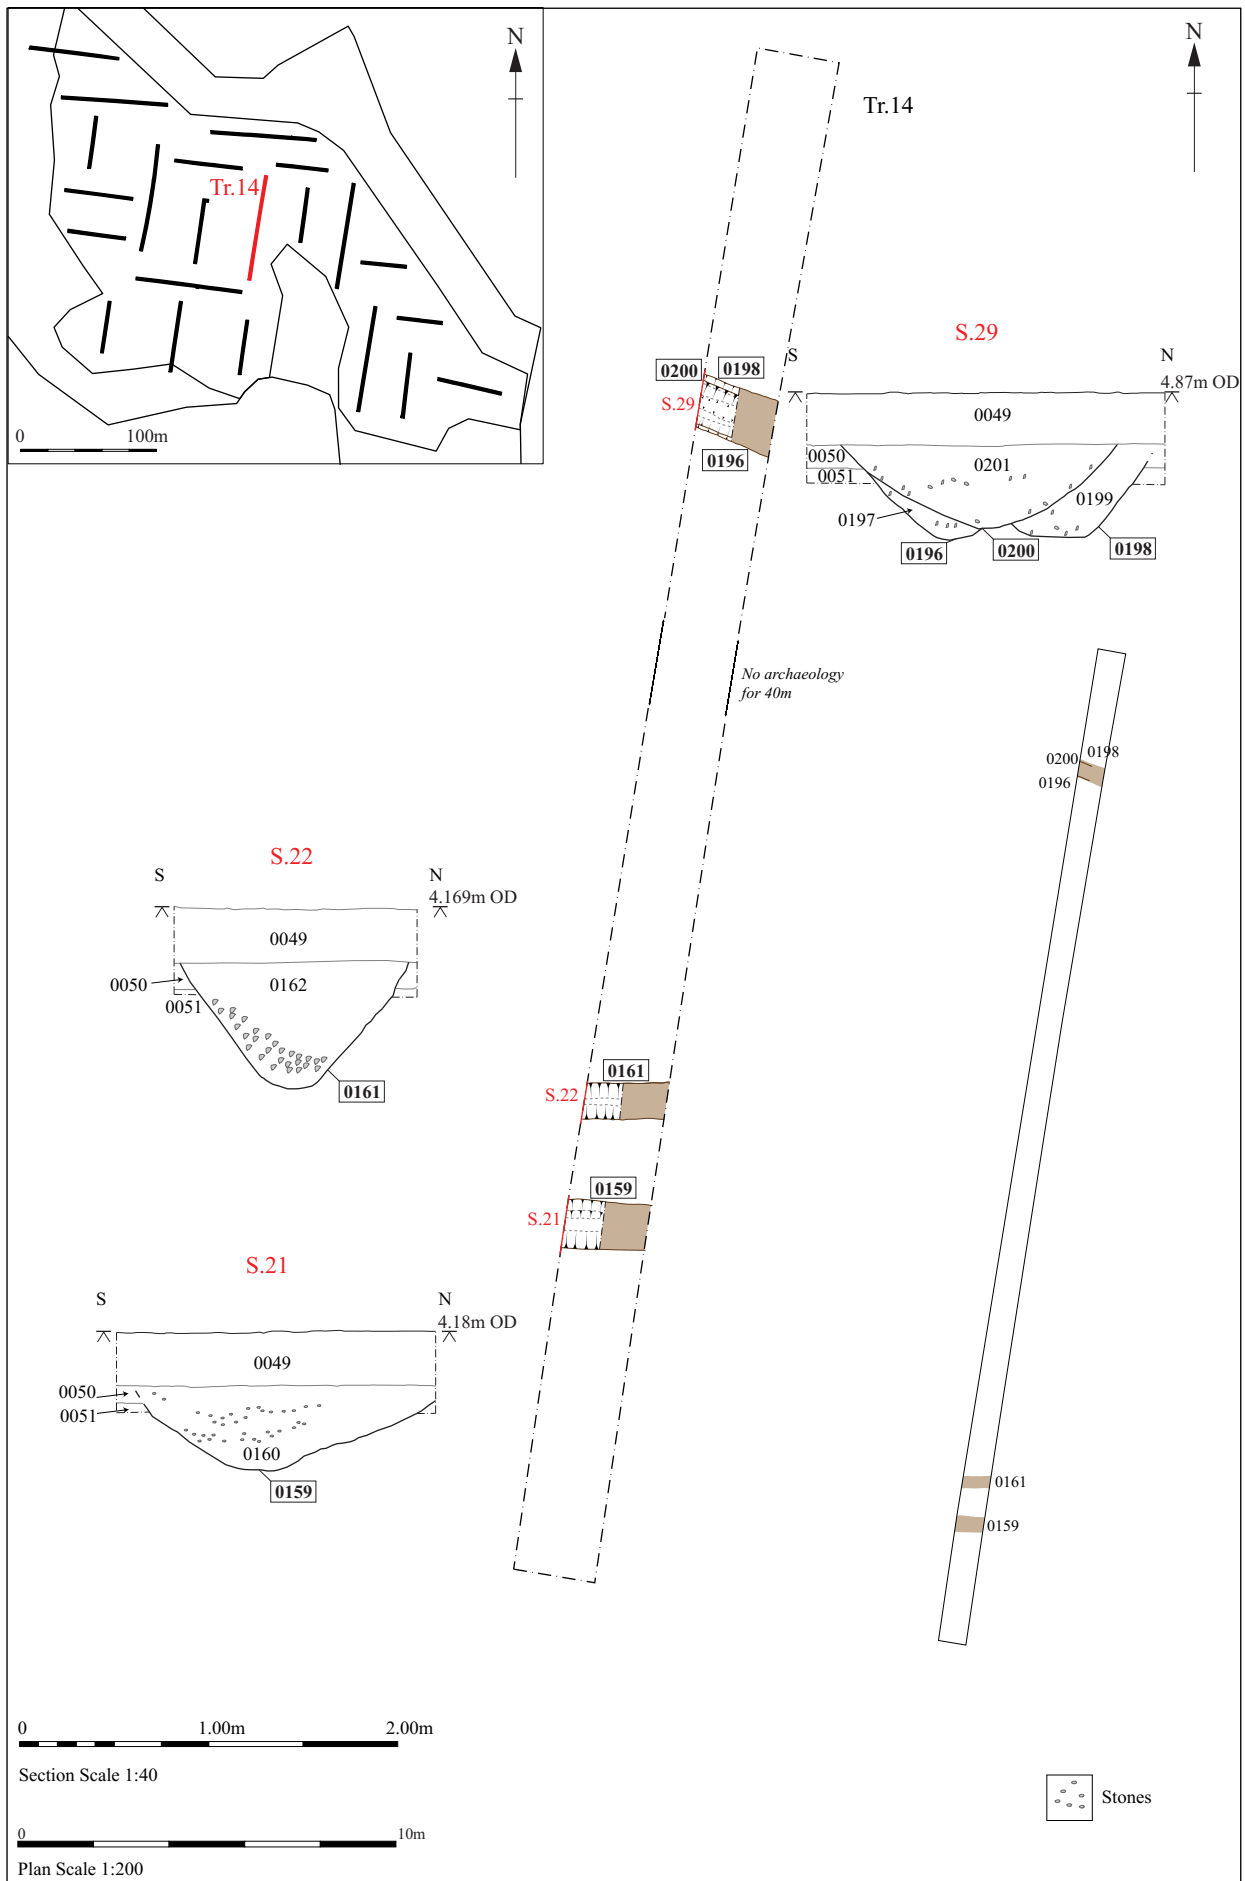 N
Tr.14
0
100m
N
Tr.14
S.29
S
N
4.87m OD
0049
0050
0051
0201
0197
0199
0196
0200
0198
0200
0198
S.29
0196
No archaeology
for 40m
0198
0200
0196
S.22
S
N
4.169m OD
0049
0050
0162
0051
0161
0161
S.22
0159
S.21
S.21
S
N
4.18m OD
0049
0050
0051
0160
0159
0161
0159
0
1.00m
2.00m
Section Scale 1:40
0
10m
Plan Scale 1:200
Stones